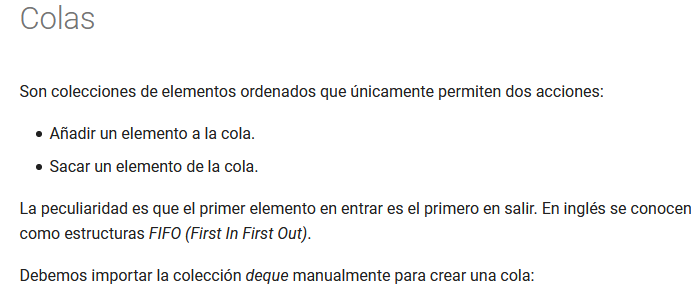 Colas
Son colecciones de elementos ordenados que únicamente permiten dos acciones:
Añadir un elemento a la cola.
Sacar un elemento de la cola.
La peculiaridad es que el primer elemento en entrar es el primero en salir. En inglés se conocen
como estructuras FIFO (First In First Out).
Debemos importar la colección deque manualmente para crear una cola: